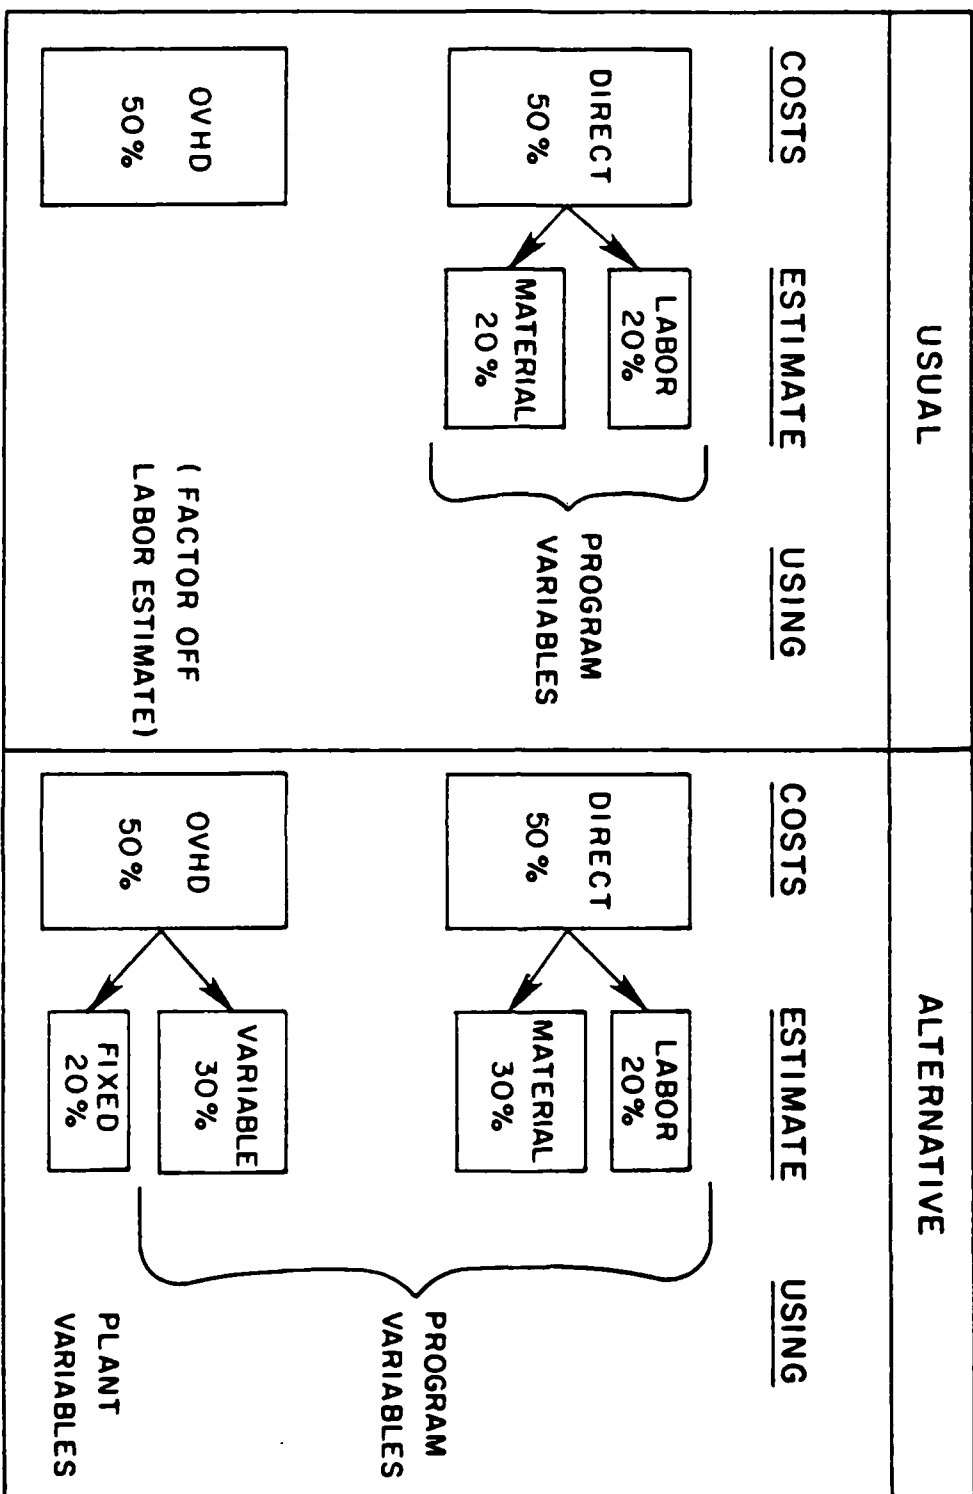 USUAL
COSTS
ESTIMATE
USING
DIRECT
50%
LABOR
20%
MATERIAL
20%
PROGRAM
VARIABLES
OVHD
50%
( FACTOR OFF
LABOR ESTIMATE)
ALTERNATIVE
COSTS
ESTIMATE
USING
DIRECT
50%
LABOR
20%
MATERIAL
30%
OVHD
50%
VARIABLE
30%
FIXED
20%
PROGRAM
VARIABLES
PLANT
VARIABLES